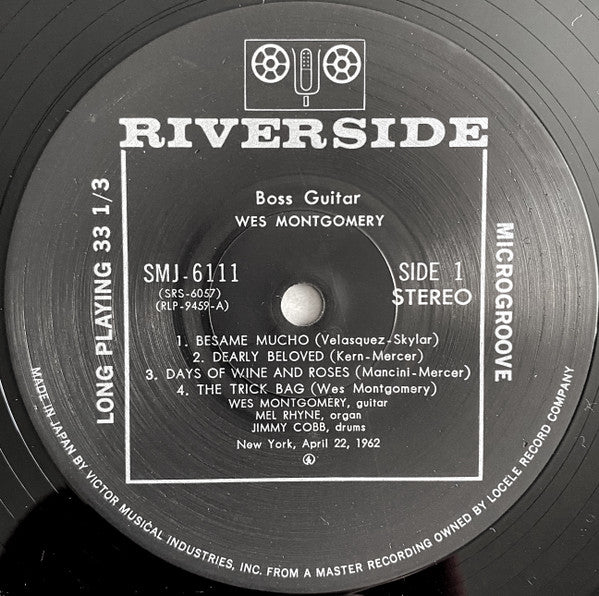 RIVERSIDE
Boss Guitar
WES MONTGOMERY
SMJ-6111
(SRS-6057)
(RLP-9459-A)
SIDE 1
STEREO
1. BESAME MUCHO (Velasquez-Skylar)
2. DEARLY BELOVED (Kern-Mercer)
3. DAYS OF WINE AND ROSES (Mancini-Mercer)
4. THE TRICK BAG (Wes Montgomery)
WES MONTGOMERY, guitar
MEL RHYNE, organ
JIMMY COBB, drums
New York, April 22, 1962
LONG PLAYING 33 1/3
MICROGROOVE
MADE IN JAPAN BY VICTOR MUSICAL INDUSTRIES, INC. FROM A MASTER RECORDING OWNED BY LOCELE RECORD COMPANY